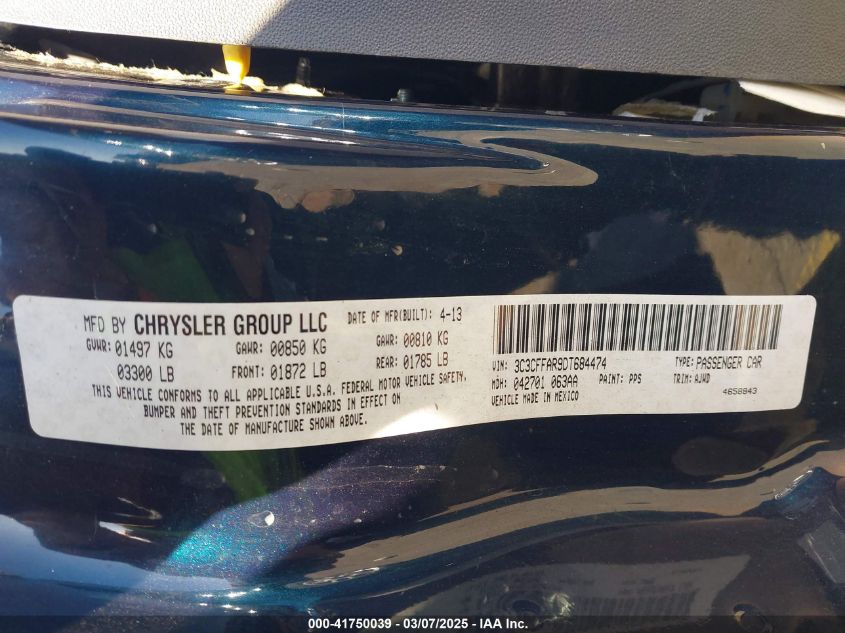 MFD BY CHRYSLER GROUP LLC DATE OF MFR(BUILT): 4-13
GVWR: 01497 KG GAWR: 00850 KG GAWR: 00810 KG
03300 LB FRONT: 01872 LB REAR: 01785 LB
THIS VEHICLE CONFORMS TO ALL APPLICABLE U.S.A. FEDERAL MOTOR VEHICLE SAFETY,
BUMPER AND THEFT PREVENTION STANDARDS IN EFFECT ON
THE DATE OF MANUFACTURE SHOWN ABOVE.
VIN: 3C3CFFAR9DT684474 TYPE: PASSENGER CAR
MDH: 042701 063AA PAINT: PPS TRIM: AJWD
VEHICLE MADE IN MEXICO 4658943
000-41750039 - 03/07/2025 - IAA Inc.